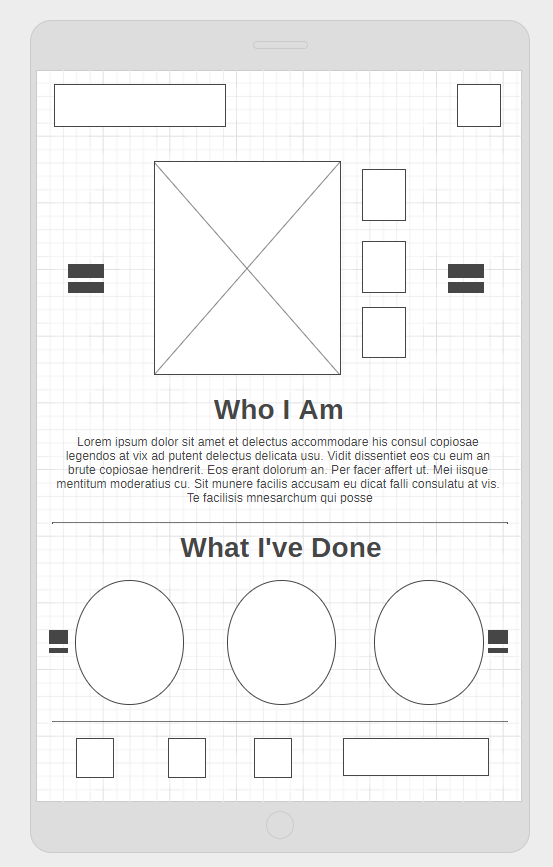 Who I Am
Lorem ipsum dolor sit amet et delectus accommodare his consul copiosae
legendos at vix ad putent delectus delicata usu. Vidit dissentiet eos cu eum an
brute copiosae hendrerit. Eos erant dolorum an. Per facer affert ut. Mei iisque
mentitum moderatius cu. Sit munere facilis accusam eu dicat falli consulatu at vis.
Te facilisis mnesarchum qui posse
What I've Done